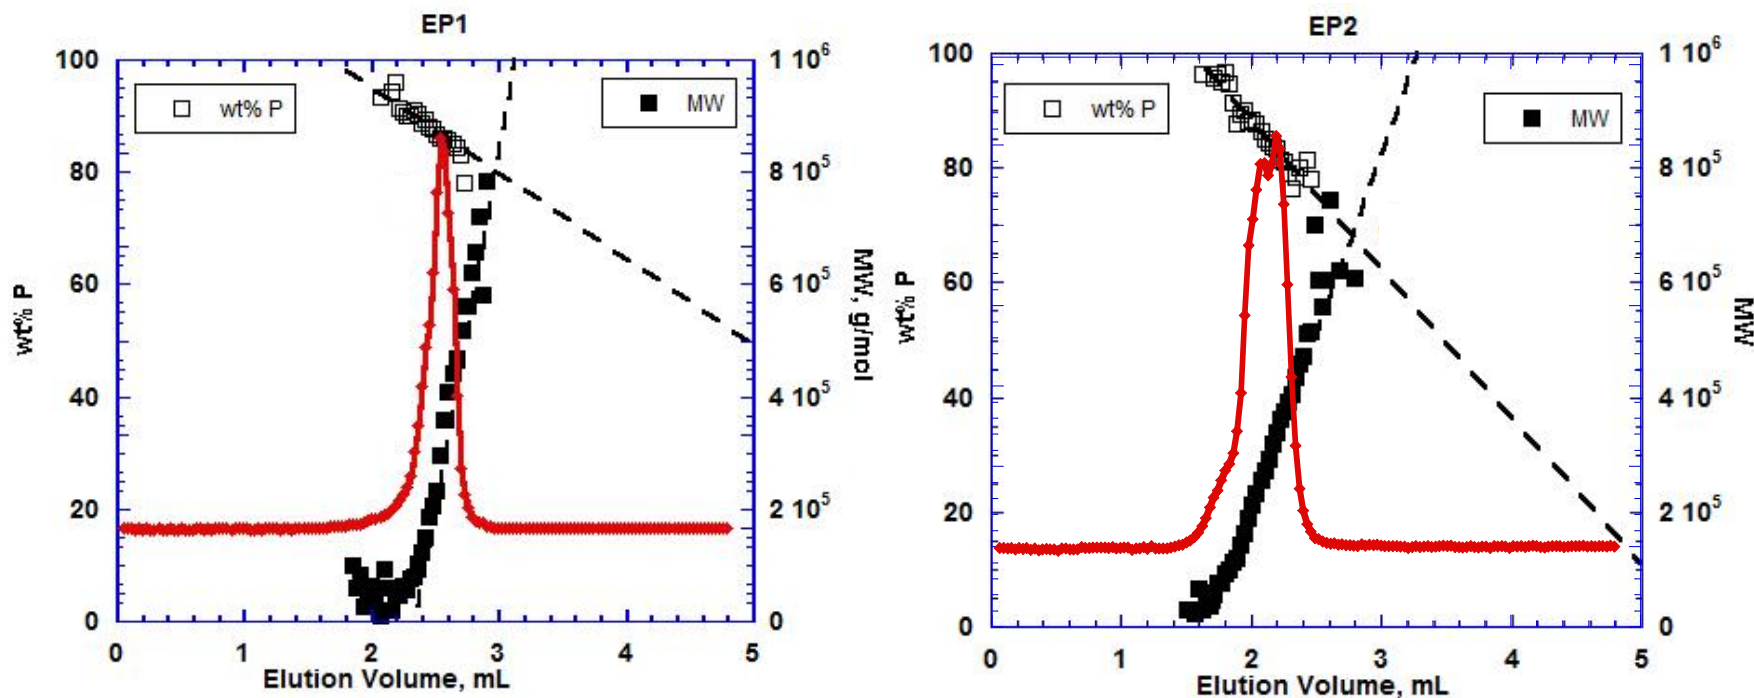 EP1
100
80
60
40
20
0
wt% P
wt% P
MW
1 10⁶
8 10⁵
6 10⁵
4 10⁵
2 10⁵
0
MW, g/mol
0 1 2 3 4 5
Elution Volume, mL
EP2
100
80
60
40
20
0
wt% P
wt% P
MW
1 10⁶
8 10⁵
6 10⁵
4 10⁵
2 10⁵
0
MW
0 1 2 3 4 5
Elution Volume, mL